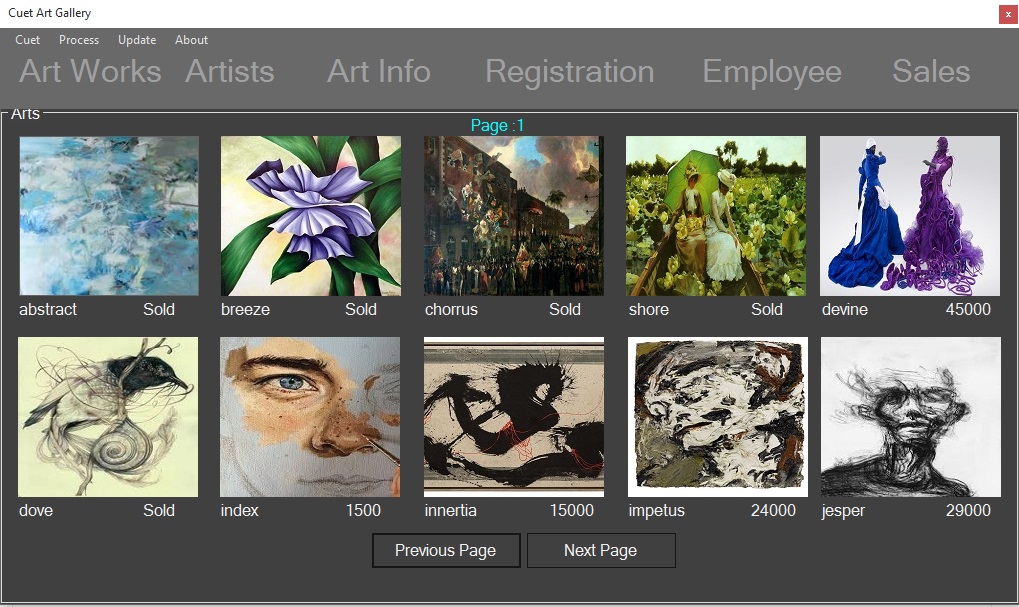 Cuet Art Gallery
x
Cuet Process Update About
Art Works Artists Art Info Registration Employee Sales
Arts
Page :1
abstract Sold breeze Sold chorrus Sold shore Sold devine 45000
dove Sold index 1500 innertia 15000 impetus 24000 jesper 29000
Previous Page Next Page